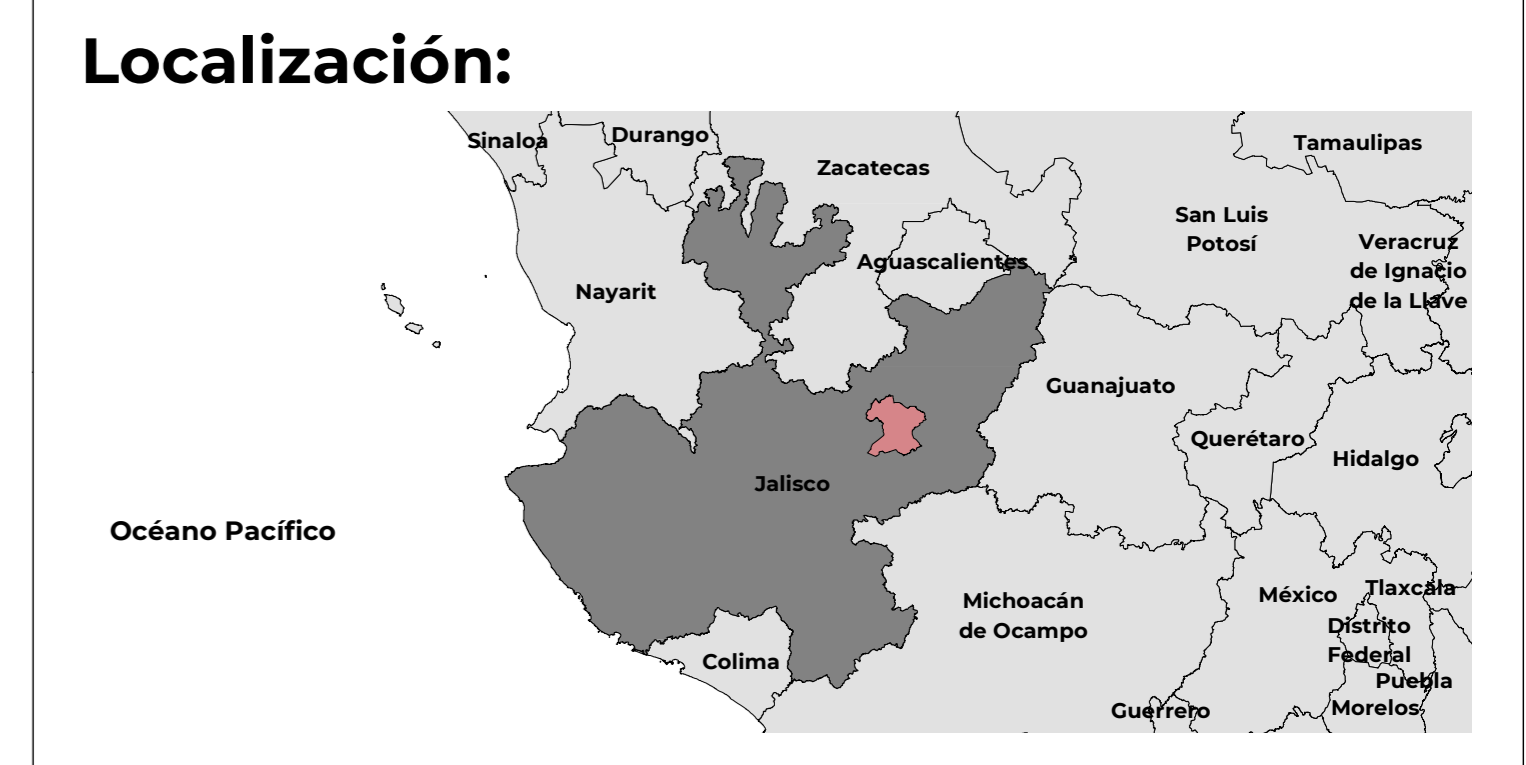 Localización:
Sinaloa
Durango
Zacatecas
Tamaulipas
San Luis
Potosí
Veracruz
de Ignacio
de la Llave
Aguascalientes
Nayarit
Guanajuato
Querétaro
Hidalgo
Jalisco
Océano Pacífico
Michoacán
de Ocampo
México
Tlaxcala
Distrito
Federal
Colima
Puebla
Guerrero
Morelos